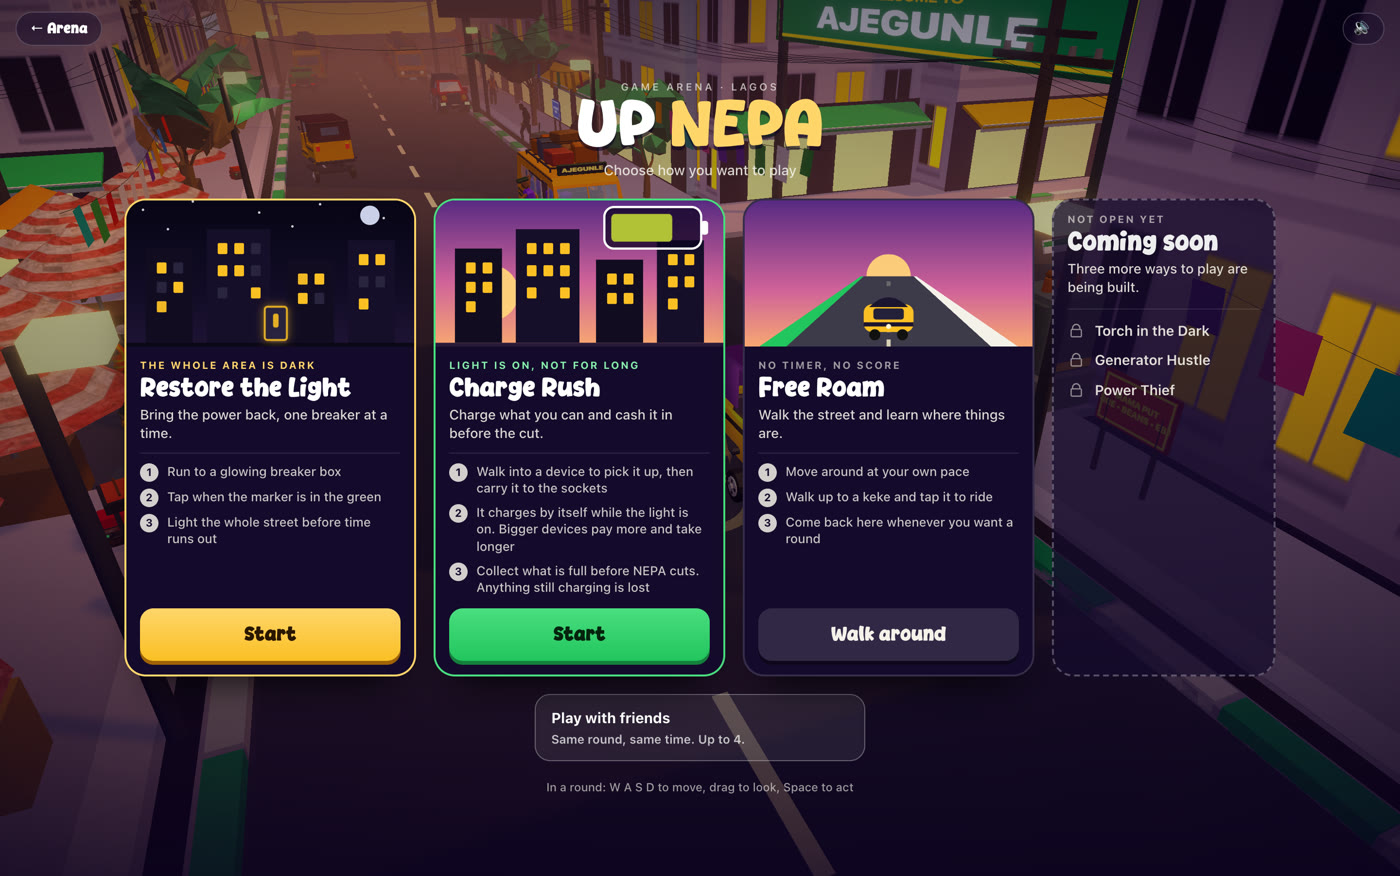 ← Arena
WELCOME TO
AJEGUNLE
GAME ARENA · LAGOS
UP NEPA
AJEGUNLE
Choose how you want to play
THE WHOLE AREA IS DARK
Restore the Light
Bring the power back, one breaker at a
time.
1 Run to a glowing breaker box
2 Tap when the marker is in the green
3 Light the whole street before time
runs out
Start
LIGHT IS ON, NOT FOR LONG
Charge Rush
Charge what you can and cash it in
before the cut.
1 Walk into a device to pick it up, then
carry it to the sockets
2 It charges by itself while the light is
on. Bigger devices pay more and take
longer
3 Collect what is full before NEPA cuts.
Anything still charging is lost
Start
NO TIMER, NO SCORE
Free Roam
Walk the street and learn where things
are.
1 Move around at your own pace
2 Walk up to a keke and tap it to ride
3 Come back here whenever you want a
round
Walk around
NOT OPEN YET
Coming soon
Three more ways to play are
being built.
Torch in the Dark
Generator Hustle
Power Thief
Play with friends
Same round, same time. Up to 4.
In a round: W A S D to move, drag to look, Space to act